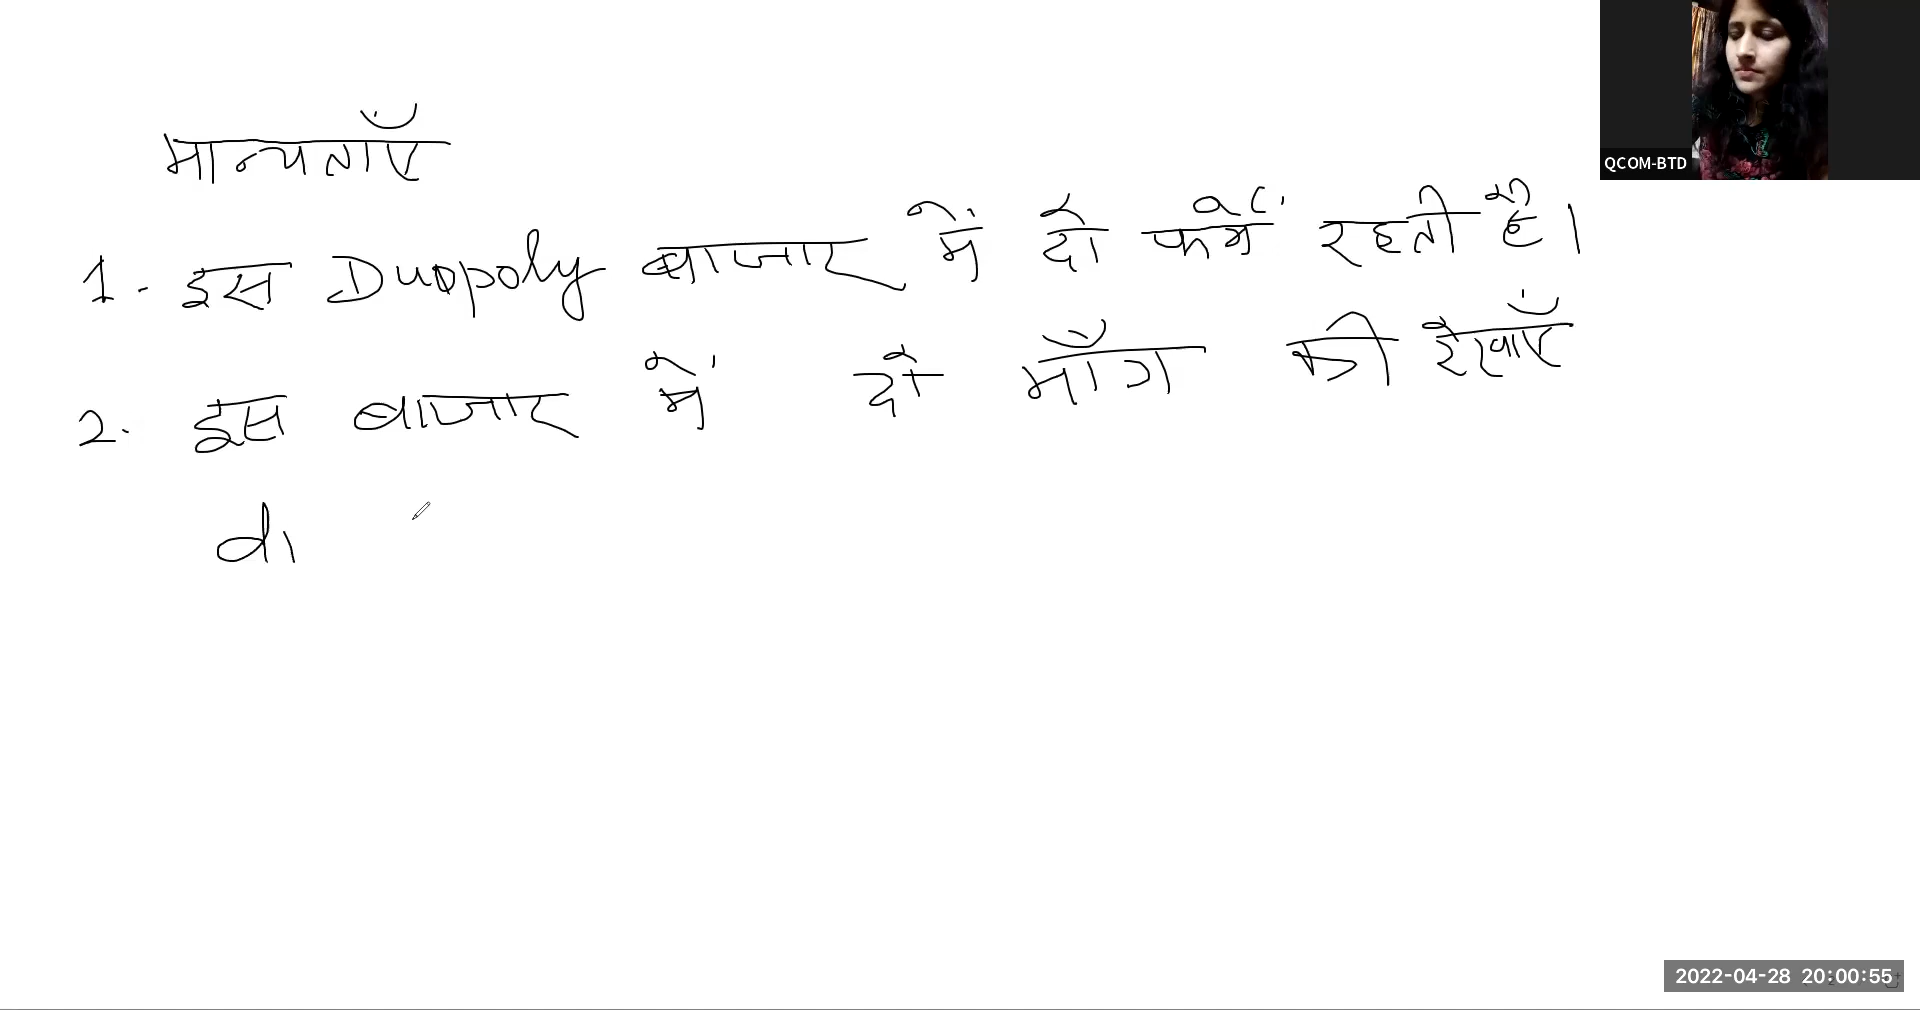 QCOM-BTD
मान्यताएँ
1. इस Duopoly बाजार में दो फर्में रहती हैं।
2. इस बाजार में दो माँग की रेखाएँ
d1
2022-04-28 20:00:55